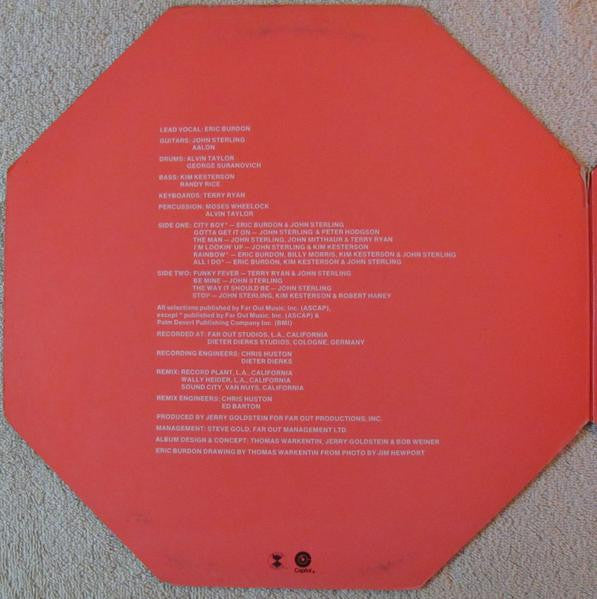 LEAD VOCAL: ERIC BURDON
GUITARS: JOHN STERLING
AALON
DRUMS: ALVIN TAYLOR
GEORGE SURANOVICH
BASS: KIM KESTERSON
RANDY RICE
KEYBOARDS: TERRY RYAN
PERCUSSION: MOSES WHEELOCK
ALVIN TAYLOR
SIDE ONE: CITY BOY* — ERIC BURDON & JOHN STERLING
GOTTA GET IT ON — JOHN STERLING & PETER HODGSON
THE MAN — JOHN STERLING, JOHN MITTHAUR & TERRY RYAN
I'M LOOKIN' UP — JOHN STERLING & KIM KESTERSON
RAINBOW* — ERIC BURDON, BILLY MORRIS, KIM KESTERSON & JOHN STERLING
ALL I DO* — ERIC BURDON, KIM KESTERSON & JOHN STERLING
SIDE TWO: FUNKY FEVER — TERRY RYAN & JOHN STERLING
BE MINE — JOHN STERLING
THE WAY IT SHOULD BE — JOHN STERLING
STOP — JOHN STERLING, KIM KESTERSON & ROBERT HANEY
All selections published by Far Out Music, Inc. (ASCAP),
except * published by Far Out Music, Inc. (ASCAP) &
Palm Desert Publishing Company Inc. (BMI)
RECORDED AT: FAR OUT STUDIOS, L.A., CALIFORNIA
DIETER DIERKS STUDIOS, COLOGNE, GERMANY
RECORDING ENGINEERS: CHRIS HUSTON
DIETER DIERKS
REMIX: RECORD PLANT, L.A., CALIFORNIA
WALLY HEIDER, L.A., CALIFORNIA
SOUND CITY, VAN NUYS, CALIFORNIA
REMIX ENGINEERS: CHRIS HUSTON
ED BARTON
PRODUCED BY JERRY GOLDSTEIN FOR FAR OUT PRODUCTIONS, INC.
MANAGEMENT: STEVE GOLD, FAR OUT MANAGEMENT LTD.
ALBUM DESIGN & CONCEPT: THOMAS WARKENTIN, JERRY GOLDSTEIN & BOB WEINER
ERIC BURDON DRAWING BY THOMAS WARKENTIN FROM PHOTO BY JIM NEWPORT
Capitol®